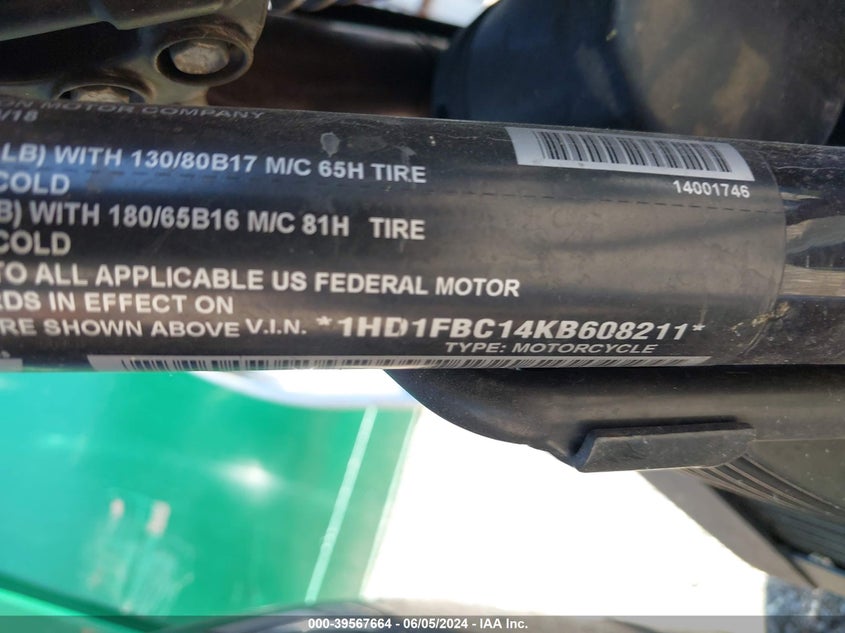 ON MOTOR COMPANY
/18
LB) WITH 130/80B17 M/C 65H TIRE
COLD
B) WITH 180/65B16 M/C 81H TIRE
COLD
TO ALL APPLICABLE US FEDERAL MOTOR
RDS IN EFFECT ON
RE SHOWN ABOVE V.I.N. *1HD1FBC14KB608211*
TYPE: MOTORCYCLE
14001746
000-39567664 / 06/05/2024 - IAA Inc.